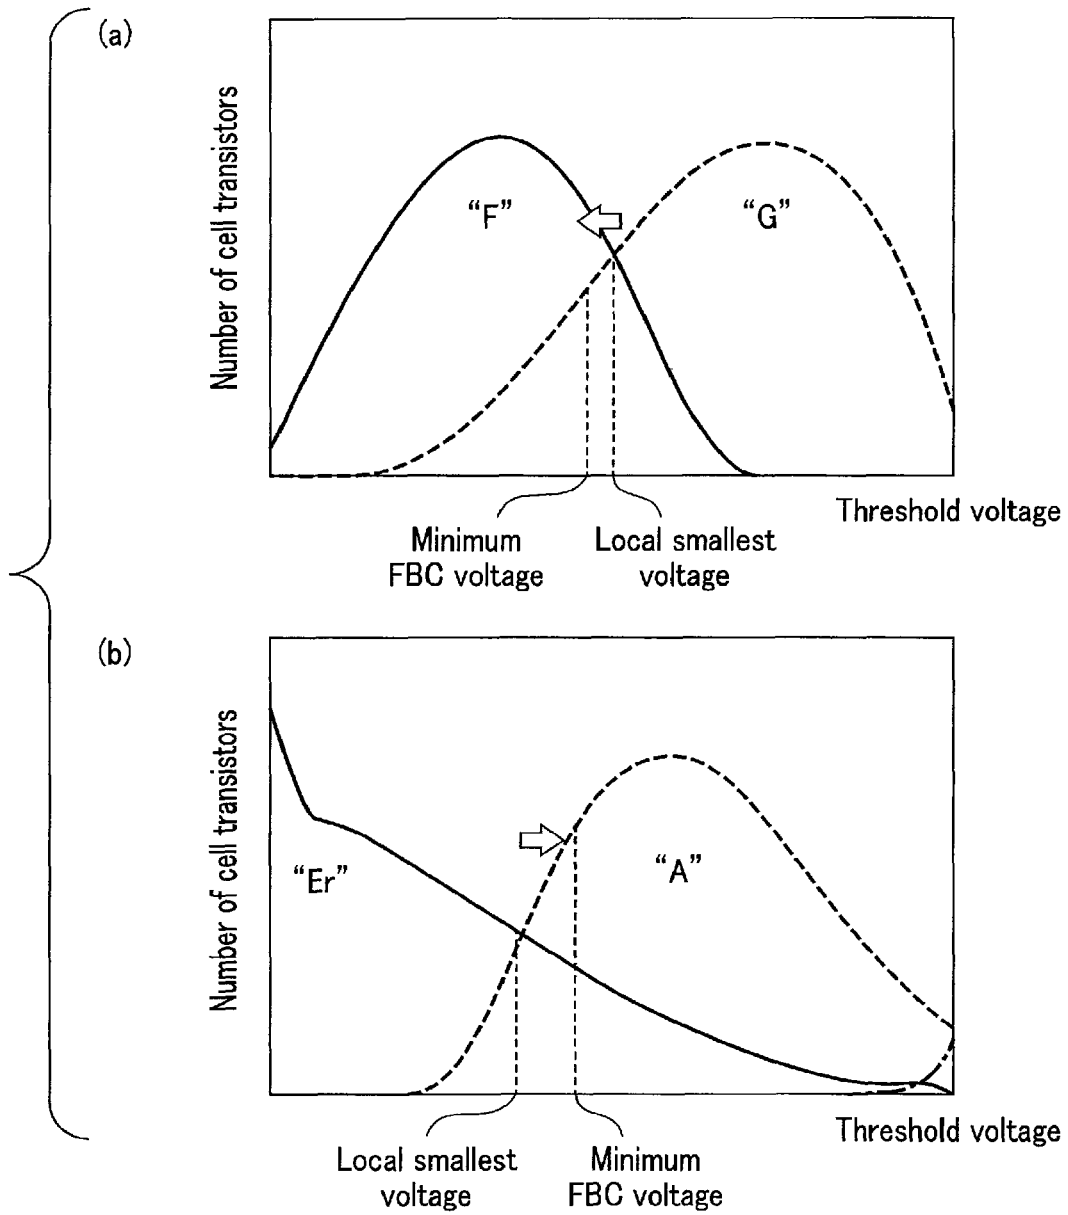 (a)
Number of cell transistors
“F”
“G”
Threshold voltage
Minimum
FBC voltage
Local smallest
voltage
(b)
Number of cell transistors
“Er”
“A”
Threshold voltage
Local smallest
voltage
Minimum
FBC voltage